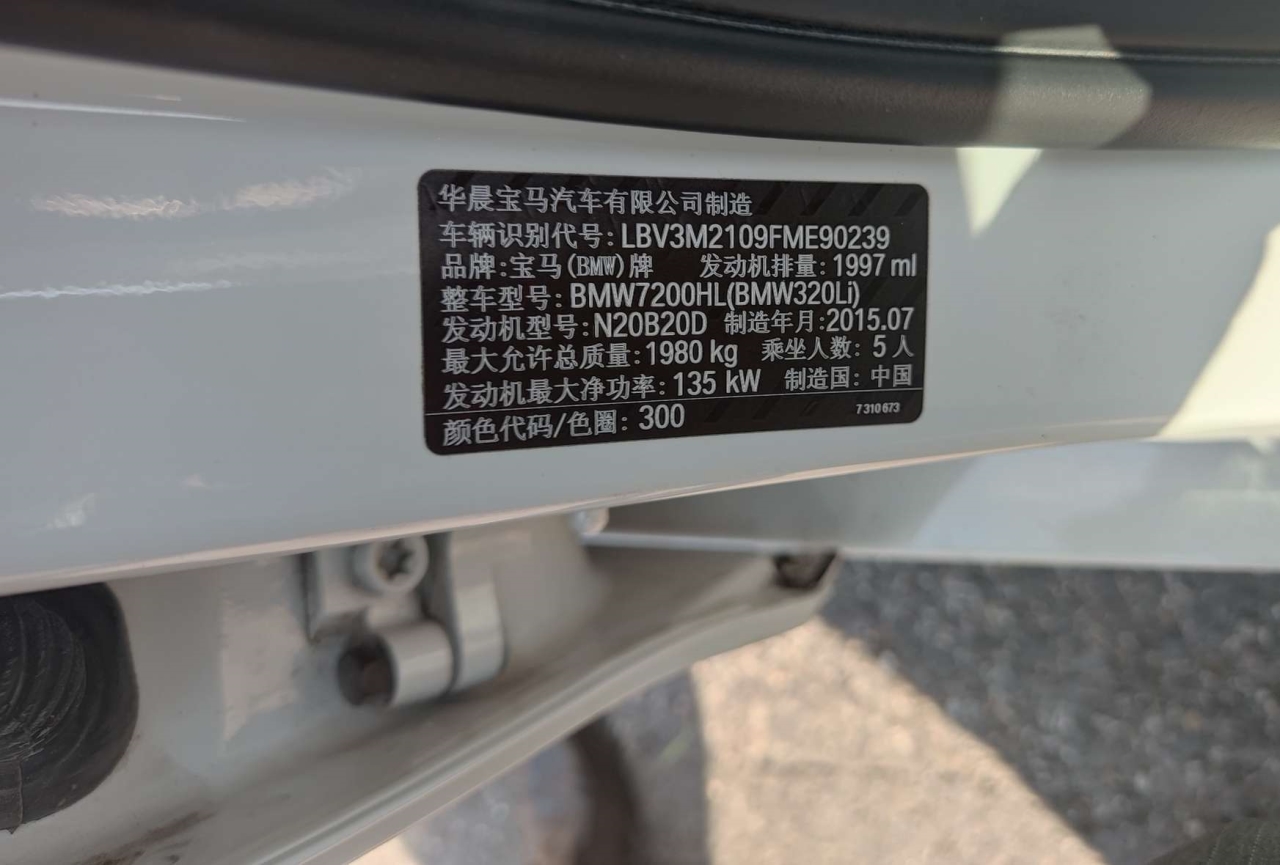 华晨宝马汽车有限公司制造
车辆识别代号: LBV3M2109FME90239
品牌:宝马(BMW)牌 发动机排量: 1997 ml
整车型号: BMW7200HL(BMW320Li)
发动机型号: N20B20D 制造年月:2015.07
最大允许总质量: 1980 kg 乘坐人数: 5 人
发动机最大净功率: 135 kW 制造国: 中国
颜色代码/色圈: 300 7310673